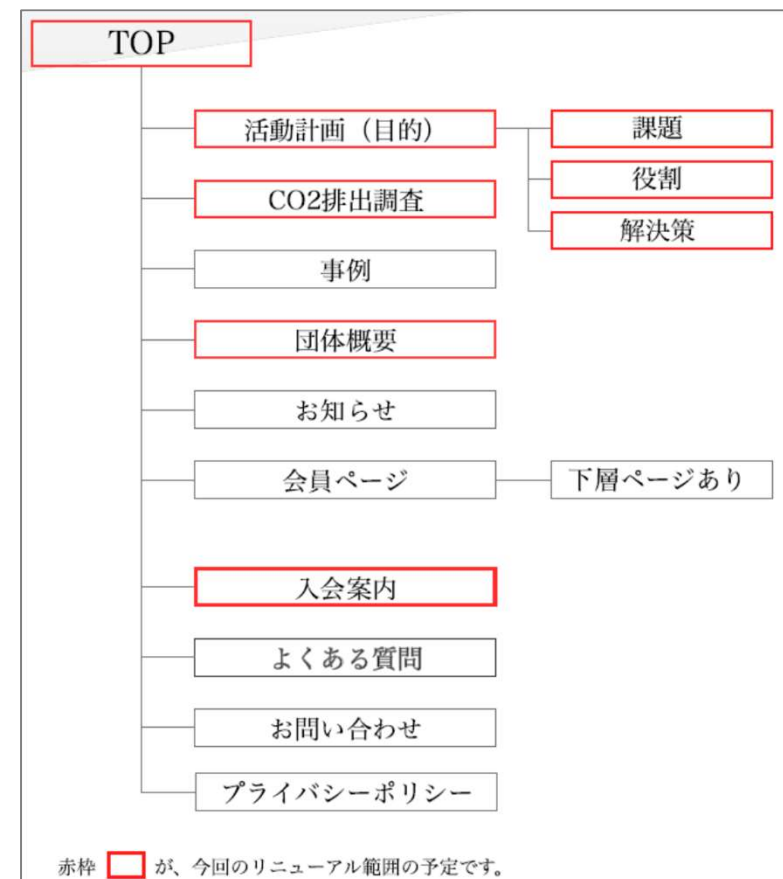 TOP
活動計画（目的）
課題
役割
解決策
CO2排出調査
事例
団体概要
お知らせ
会員ページ
下層ページあり
入会案内
よくある質問
お問い合わせ
プライバシーポリシー
赤枠 が、今回のリニューアル範囲の予定です。